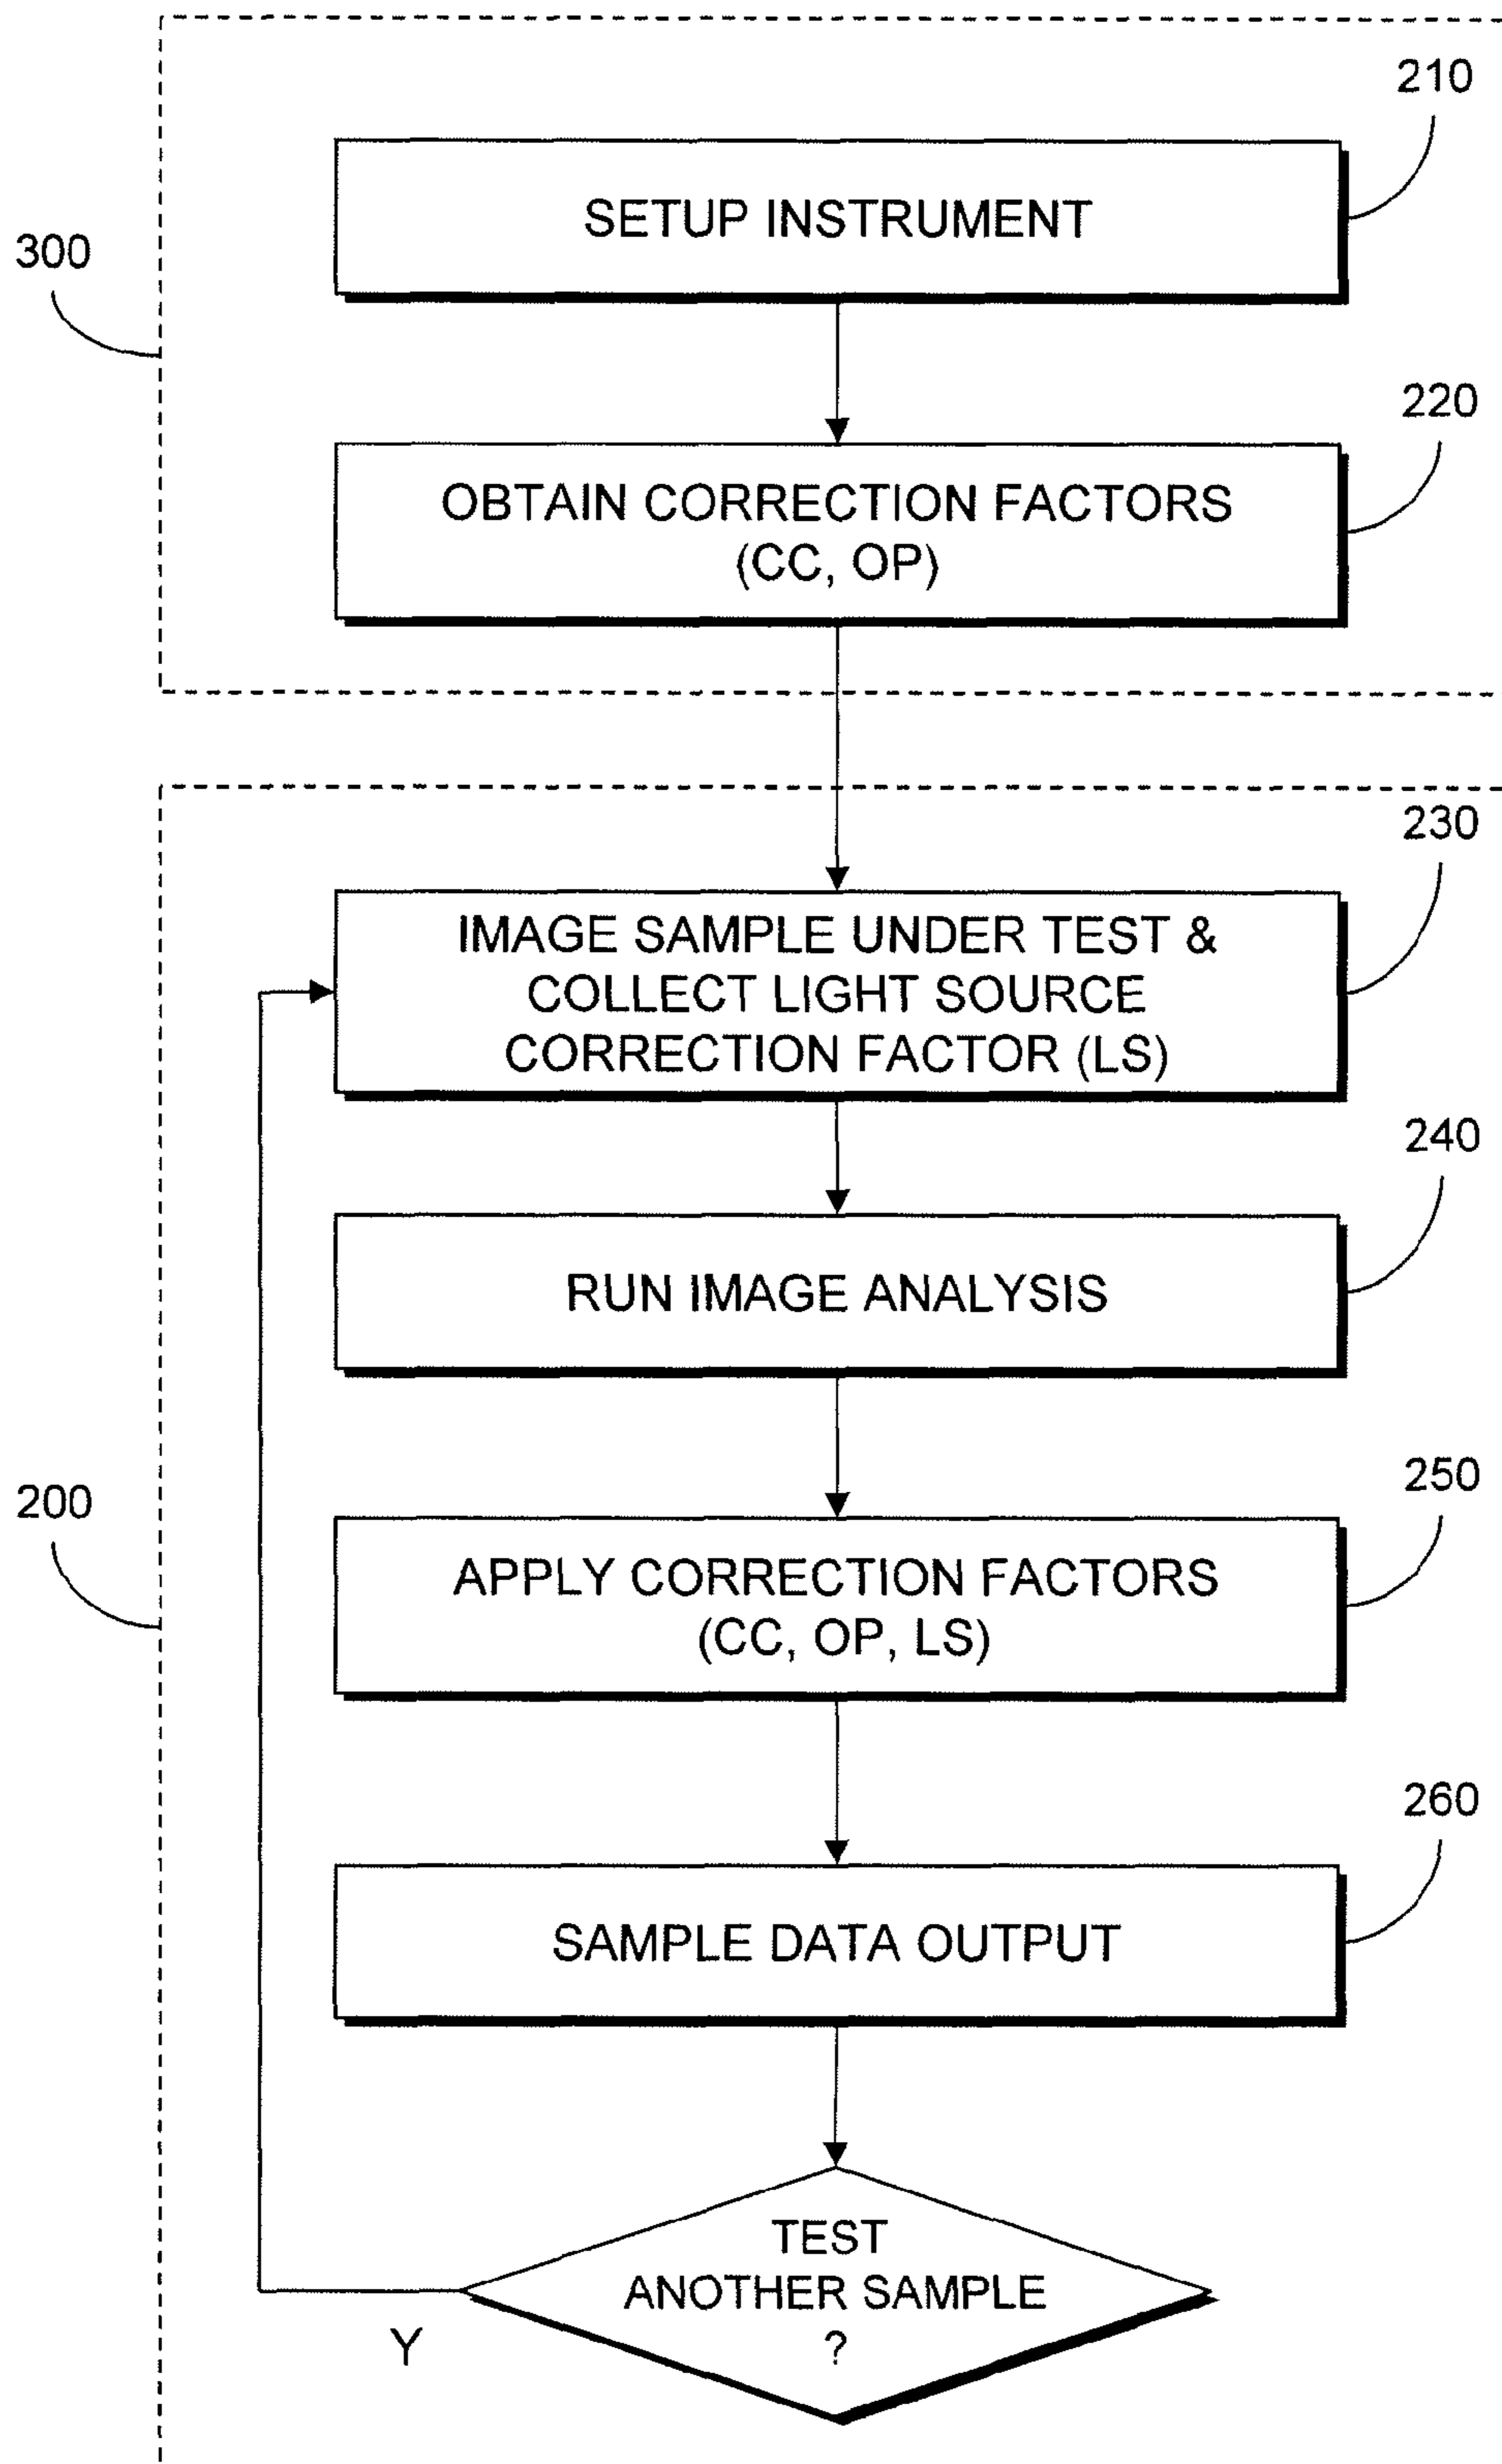 210
SETUP INSTRUMENT
300
220
OBTAIN CORRECTION FACTORS
(CC, OP)
230
IMAGE SAMPLE UNDER TEST &
COLLECT LIGHT SOURCE
CORRECTION FACTOR (LS)
240
RUN IMAGE ANALYSIS
200
250
APPLY CORRECTION FACTORS
(CC, OP, LS)
260
SAMPLE DATA OUTPUT
TEST
ANOTHER SAMPLE
?
Y